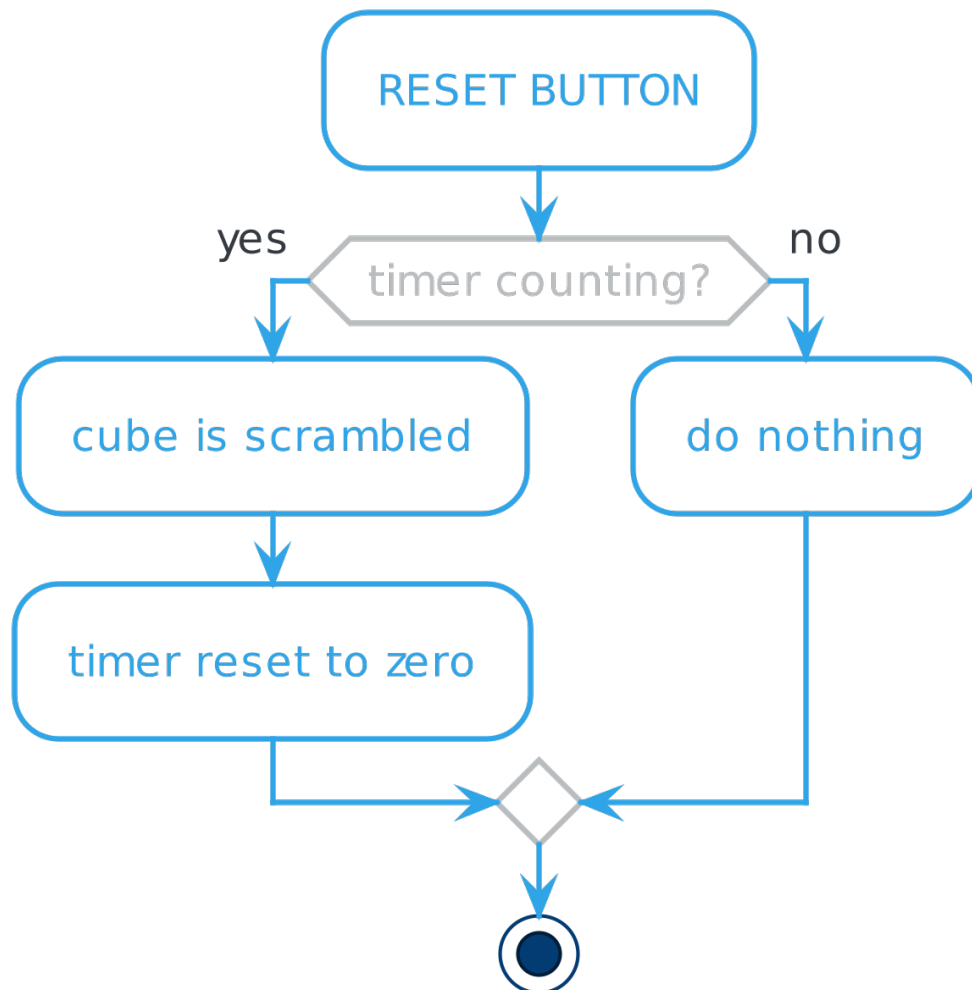 RESET BUTTON
yes
timer counting?
no
cube is scrambled
do nothing
timer reset to zero